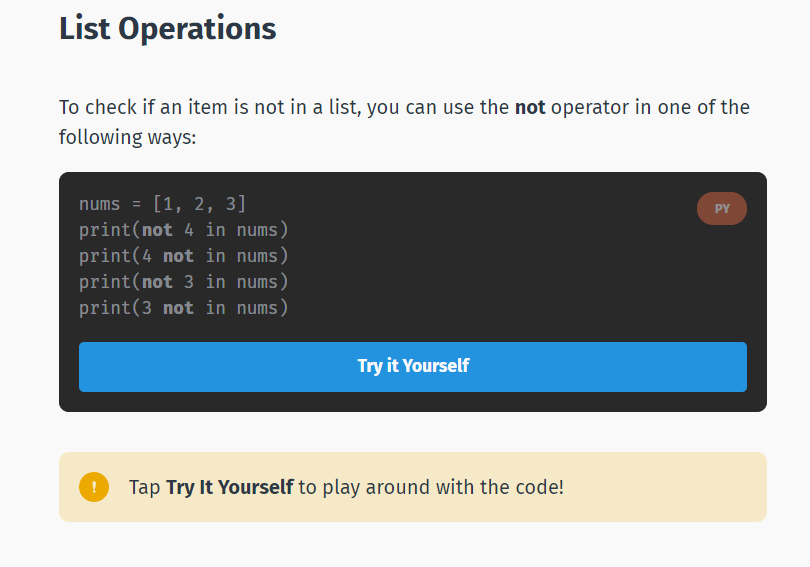 List Operations
To check if an item is not in a list, you can use the not operator in one of the
following ways:
nums = [1, 2, 3]
PY
print(not 4 in nums)
print(4 not in nums)
print(not 3 in nums)
print(3 not in nums)
Try it Yourself
! Tap Try It Yourself to play around with the code!